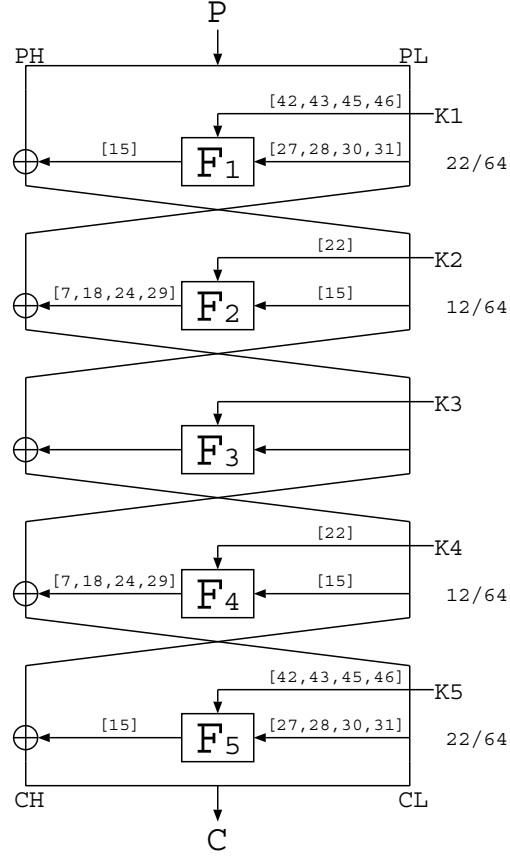 P
PH PL
[42,43,45,46] K1
[15] F1 [27,28,30,31] 22/64
[22] K2
[7,18,24,29] F2 [15] 12/64
K3
F3
[22] K4
[7,18,24,29] F4 [15] 12/64
[42,43,45,46] K5
[15] F5 [27,28,30,31] 22/64
CH CL
C